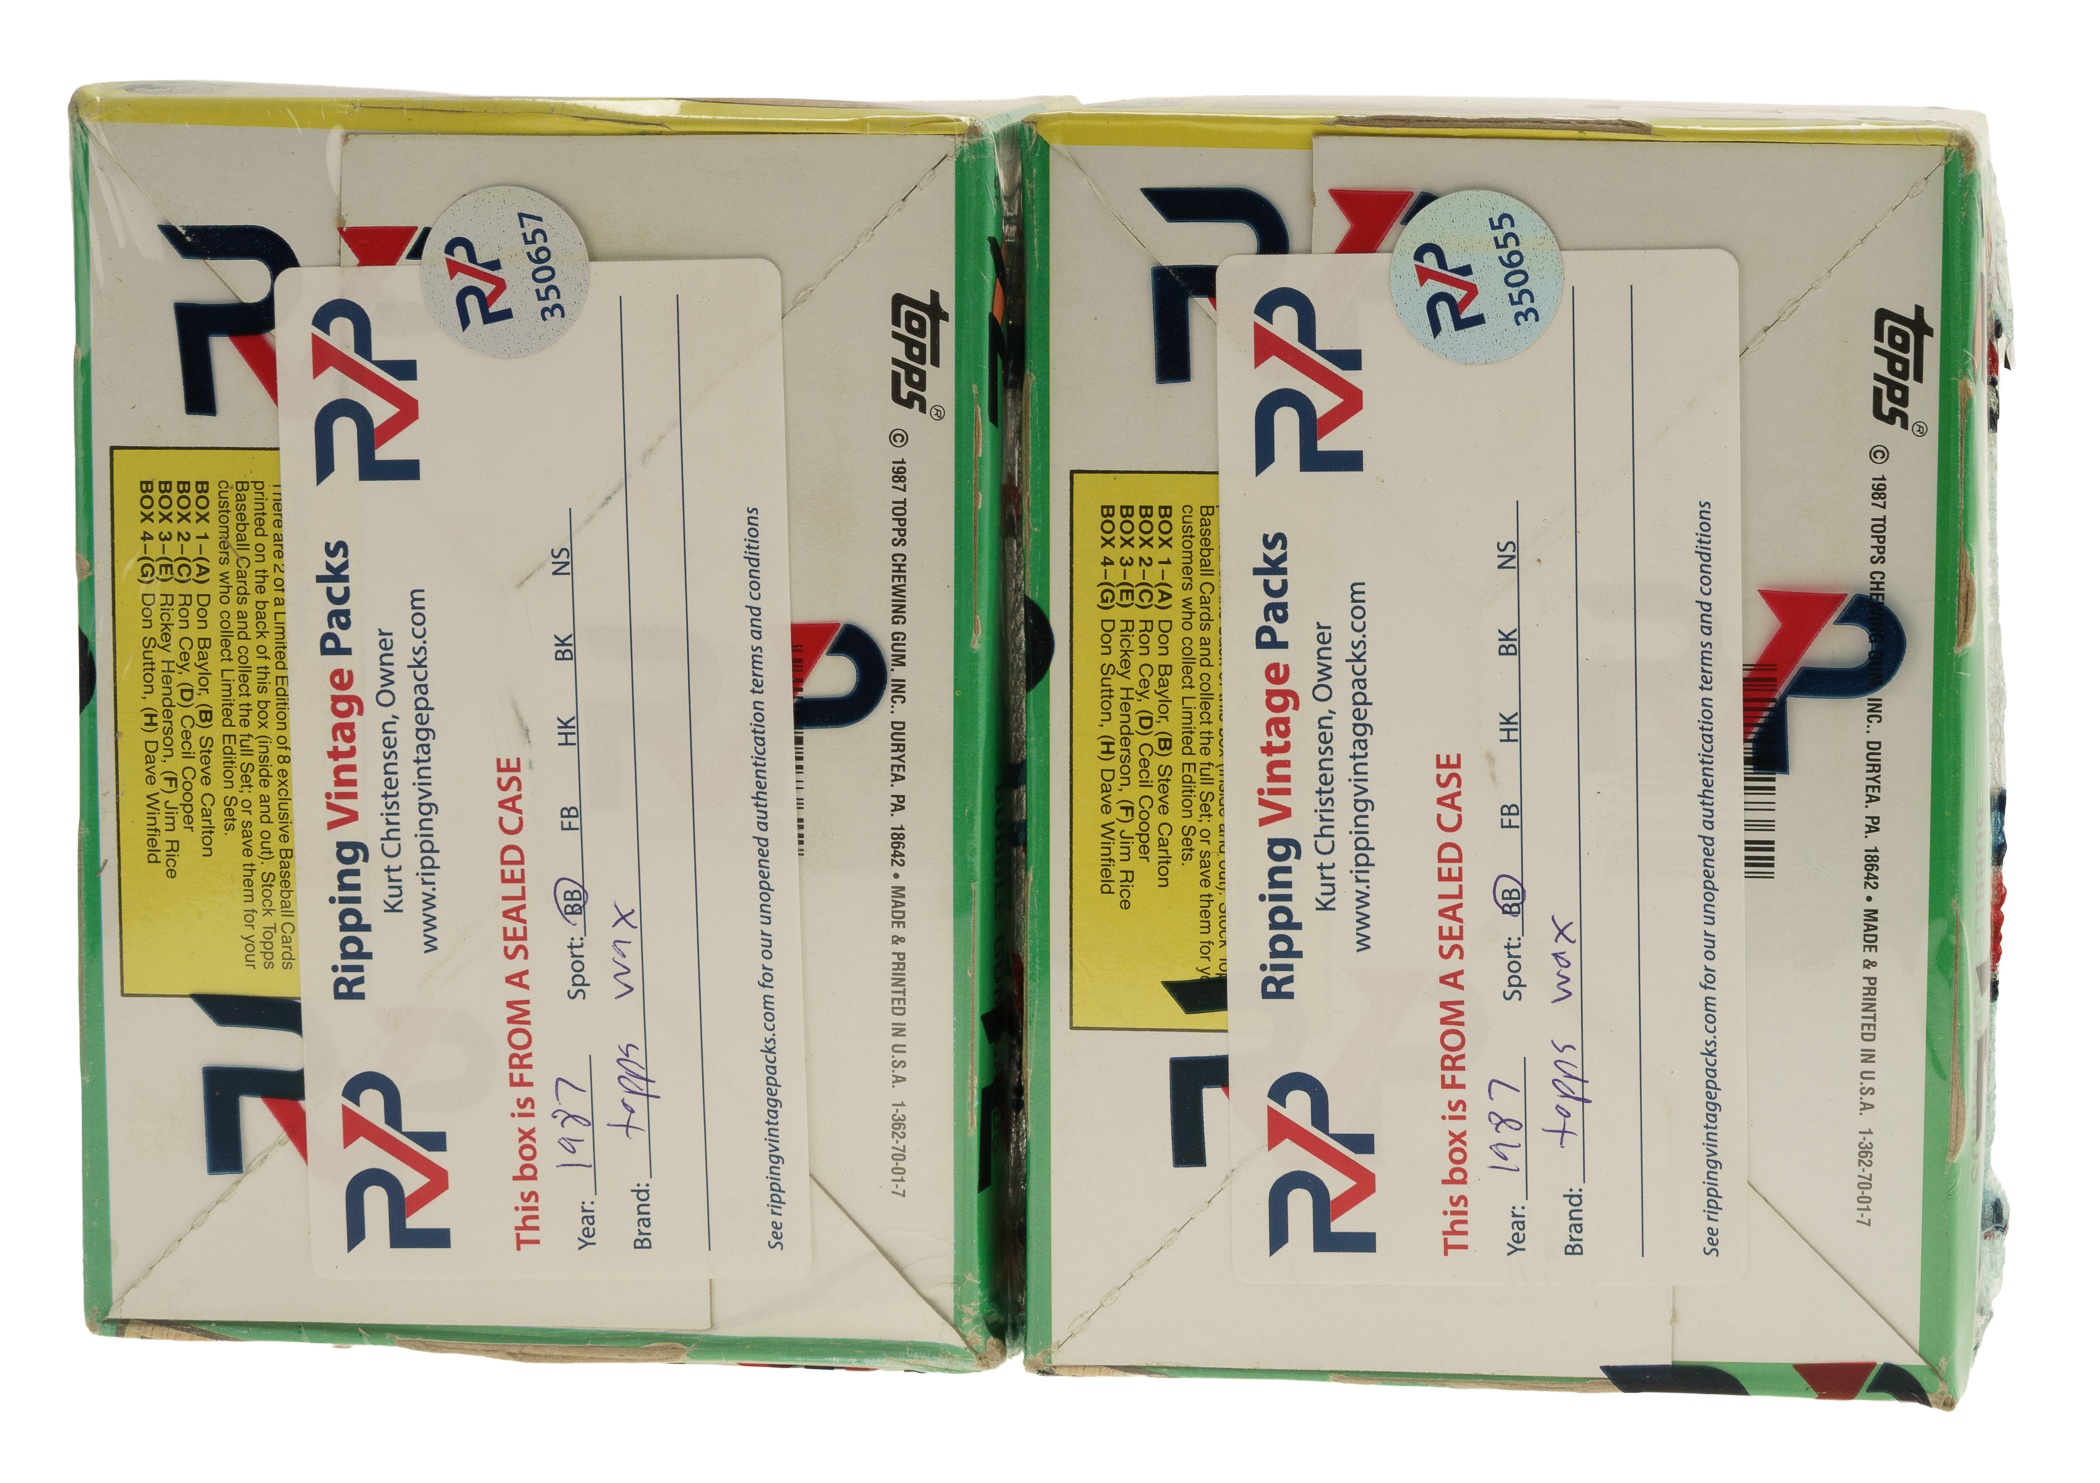 RVP
350657
RVP
Ripping Vintage Packs
RVP
Kurt Christensen, Owner
www.rippingvintagepacks.com
This box is FROM A SEALED CASE
Year: 1987 Sport: BB FB HK BK NS
Brand: topps wax
See rippingvintagepacks.com for our unopened authentication terms and conditions
There are 2 of a Limited Edition of 8 exclusive Baseball Cards
printed on the back of this box (inside and out). Stock Topps
Baseball Cards and collect the full Set; or save them for your
customers who collect Limited Edition Sets.
BOX 1–(A) Don Baylor, (B) Steve Carlton
BOX 2–(C) Ron Cey, (D) Cecil Cooper
BOX 3–(E) Rickey Henderson, (F) Jim Rice
BOX 4–(G) Don Sutton, (H) Dave Winfield
topps® © 1987 TOPPS CHEWING GUM, INC., DURYEA, PA. 18642 • MADE & PRINTED IN U.S.A. 1-362-70-01-7
RVP
350655
RVP
Ripping Vintage Packs
RVP
Kurt Christensen, Owner
www.rippingvintagepacks.com
This box is FROM A SEALED CASE
Year: 1987 Sport: BB FB HK BK NS
Brand: topps wax
See rippingvintagepacks.com for our unopened authentication terms and conditions
Baseball Cards and collect the full Set; or save them for
customers who collect Limited Edition Sets.
BOX 1–(A) Don Baylor, (B) Steve Carlton
BOX 2–(C) Ron Cey, (D) Cecil Cooper
BOX 3–(E) Rickey Henderson, (F) Jim Rice
BOX 4–(G) Don Sutton, (H) Dave Winfield
topps® © 1987 TOPPS CHEWING GUM, INC., DURYEA, PA. 18642 • MADE & PRINTED IN U.S.A. 1-362-70-01-7